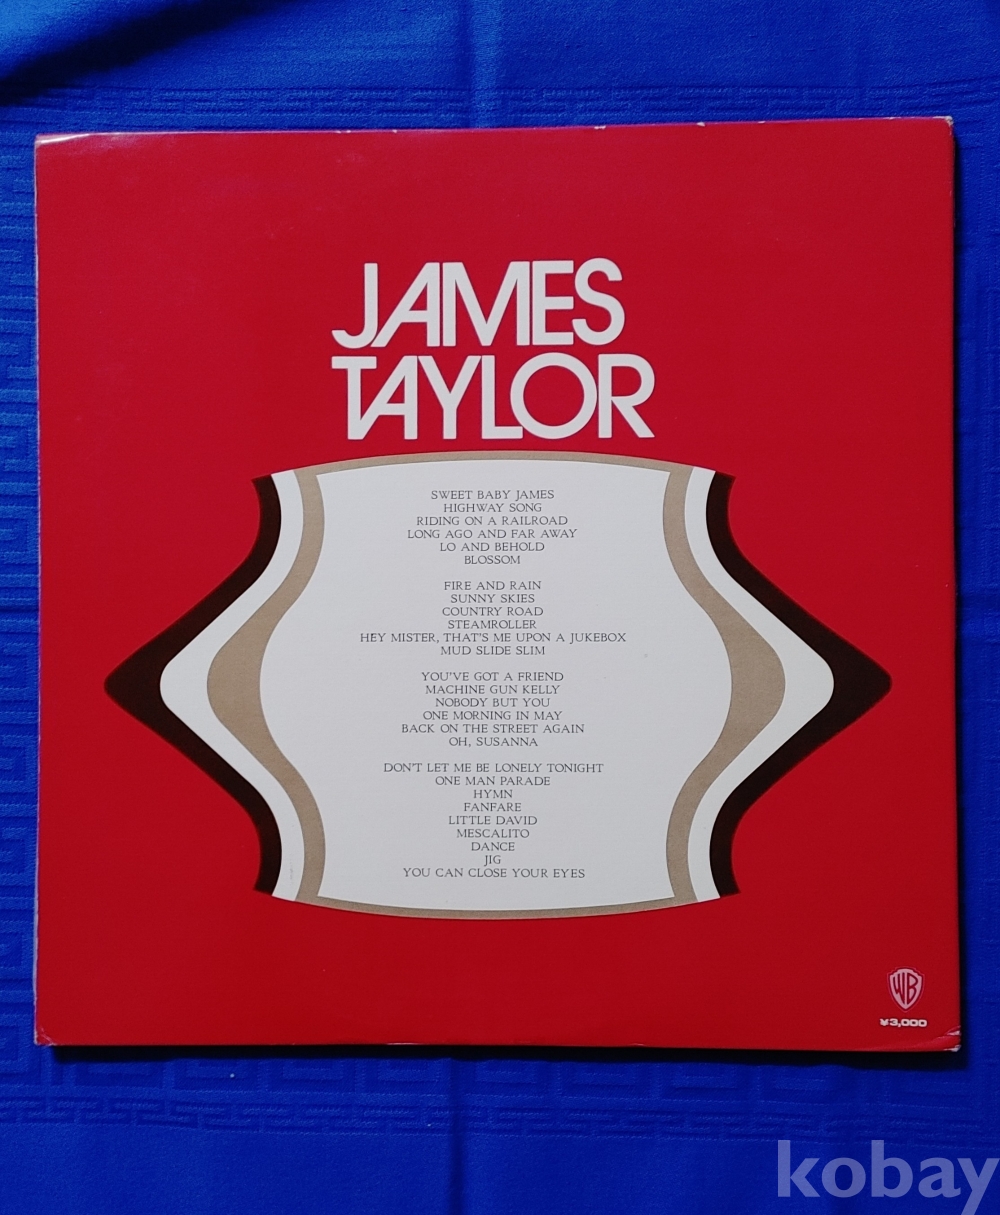 JAMES
TAYLOR
SWEET BABY JAMES
HIGHWAY SONG
RIDING ON A RAILROAD
LONG AGO AND FAR AWAY
LO AND BEHOLD
BLOSSOM
FIRE AND RAIN
SUNNY SKIES
COUNTRY ROAD
STEAMROLLER
HEY MISTER, THAT'S ME UPON A JUKEBOX
MUD SLIDE SLIM
YOU'VE GOT A FRIEND
MACHINE GUN KELLY
NOBODY BUT YOU
ONE MORNING IN MAY
BACK ON THE STREET AGAIN
OH, SUSANNA
DON'T LET ME BE LONELY TONIGHT
ONE MAN PARADE
HYMN
FANFARE
LITTLE DAVID
MESCALITO
DANCE
JIG
YOU CAN CLOSE YOUR EYES
WB
¥3,000
kobay